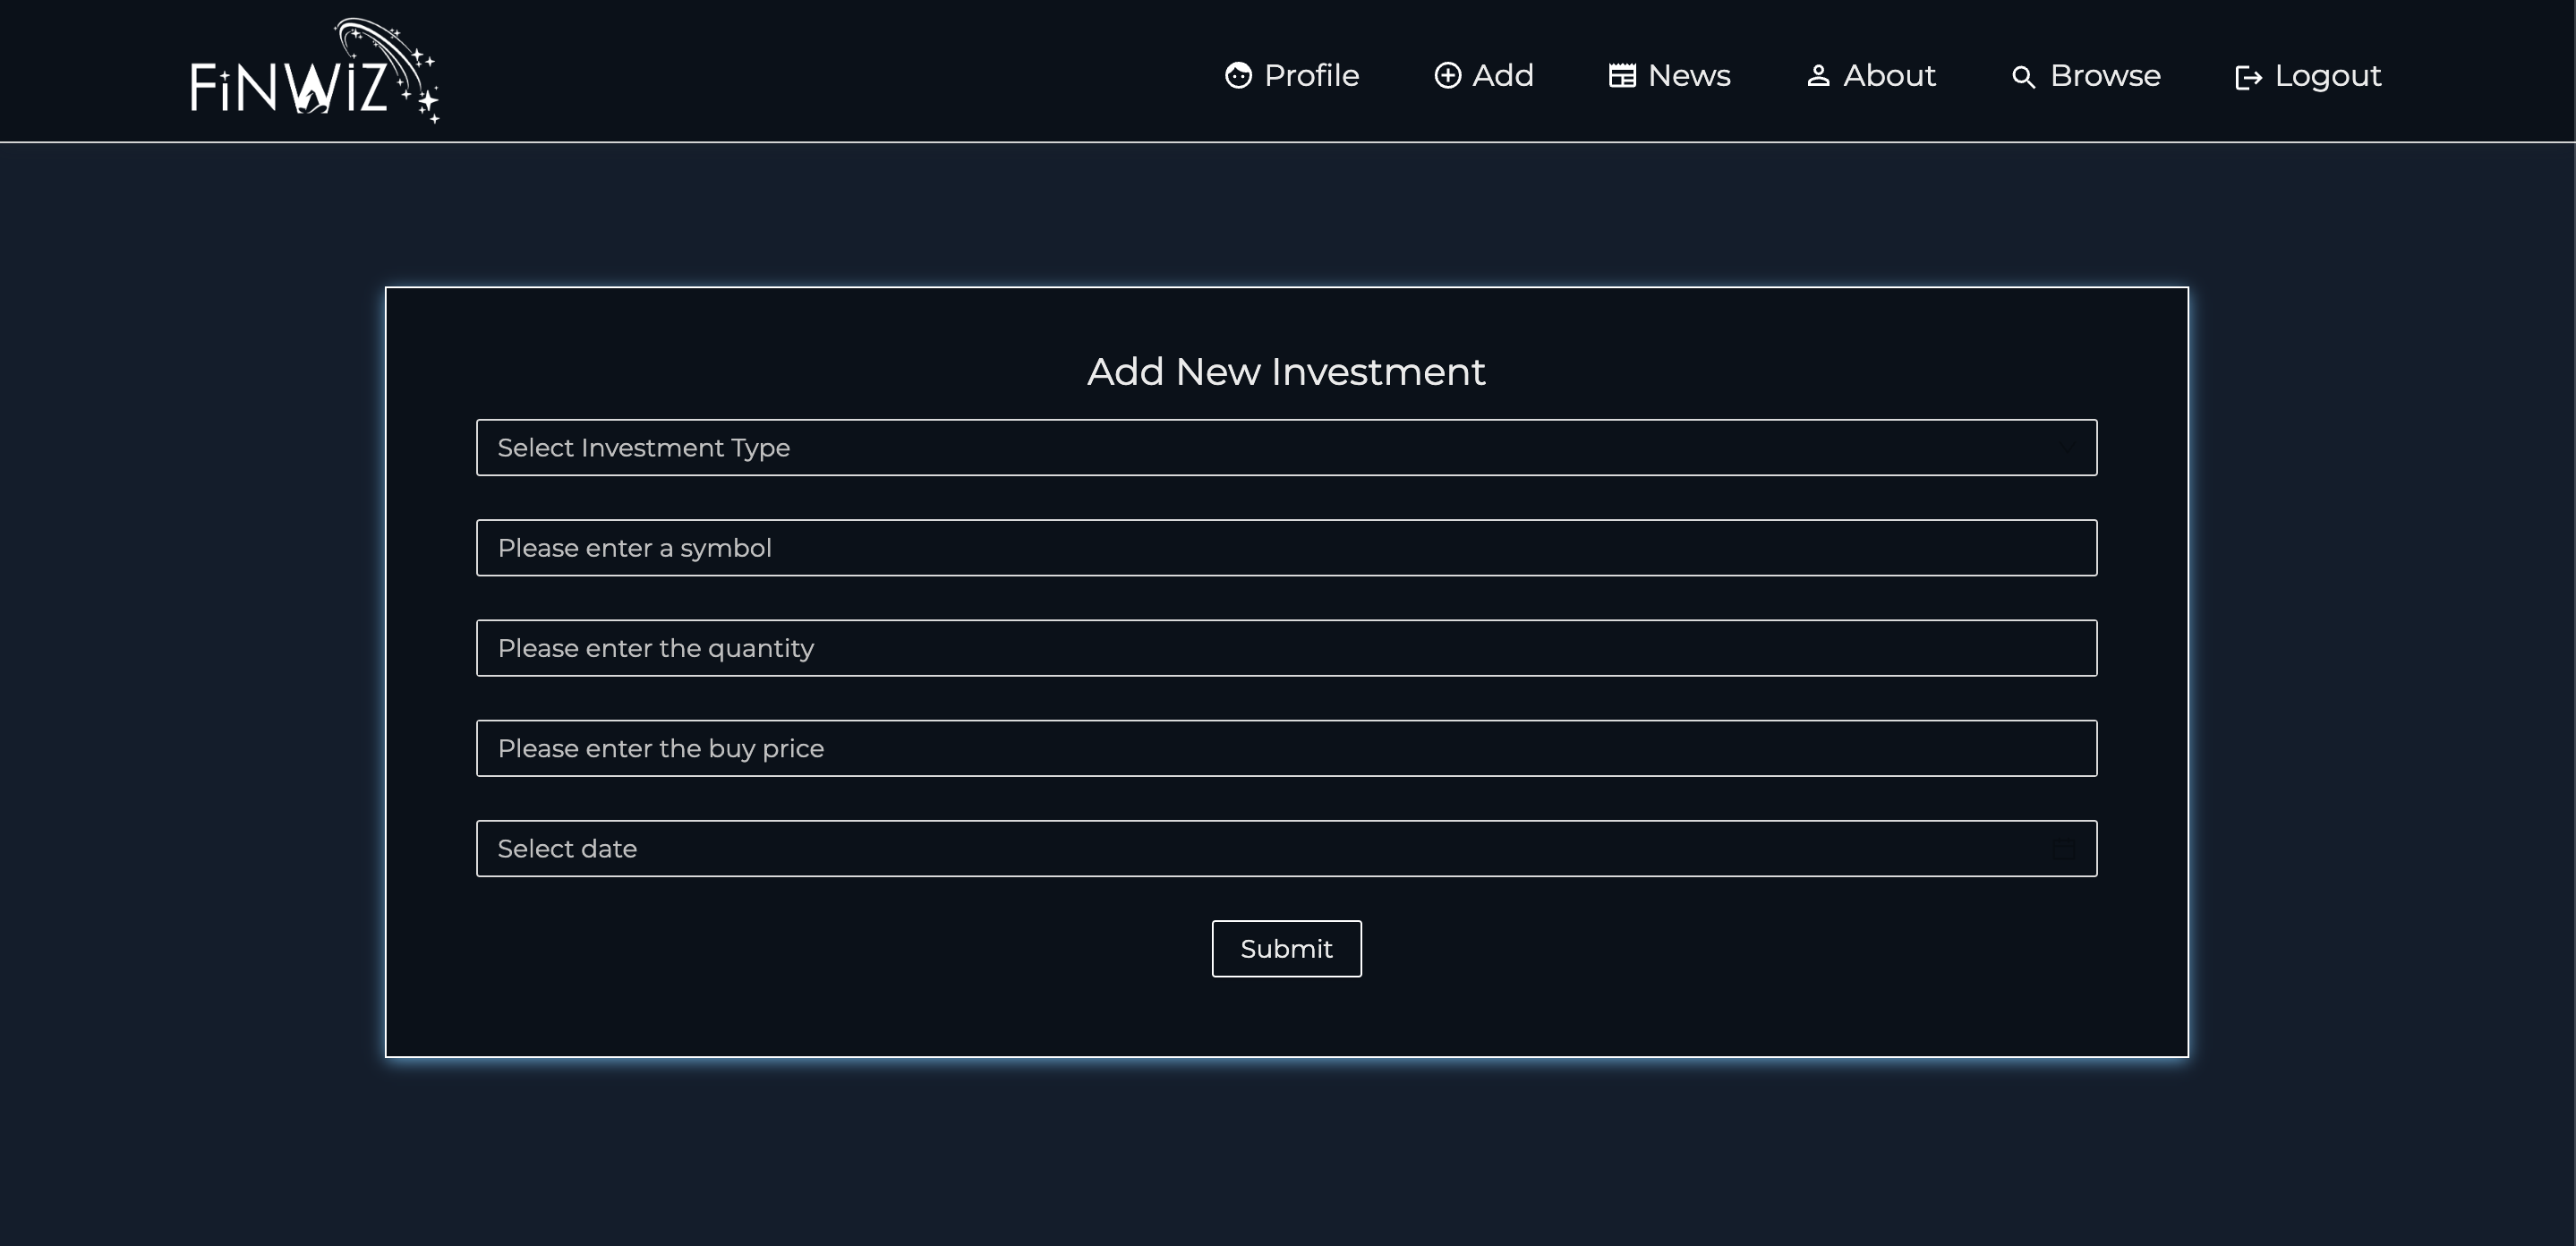 FiNWiZ
Profile Add News About Browse Logout
Add New Investment
Select Investment Type
Please enter a symbol
Please enter the quantity
Please enter the buy price
Select date
Submit